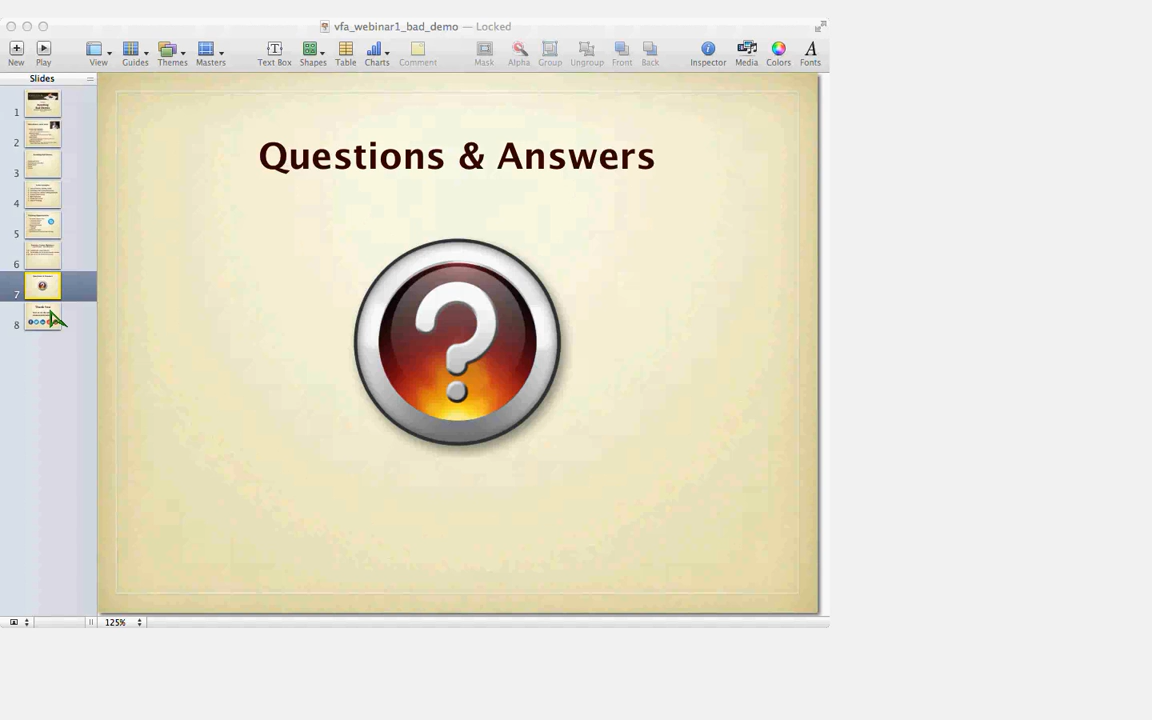 vfa_webinar1_bad_demo — Locked
New Play View Guides Themes Masters Text Box Shapes Table Charts Comment Mask Alpha Group Ungroup Front Back Inspector Media Colors Fonts
Slides
1
2
3
4
5
6
7
8
Questions & Answers
?
125%